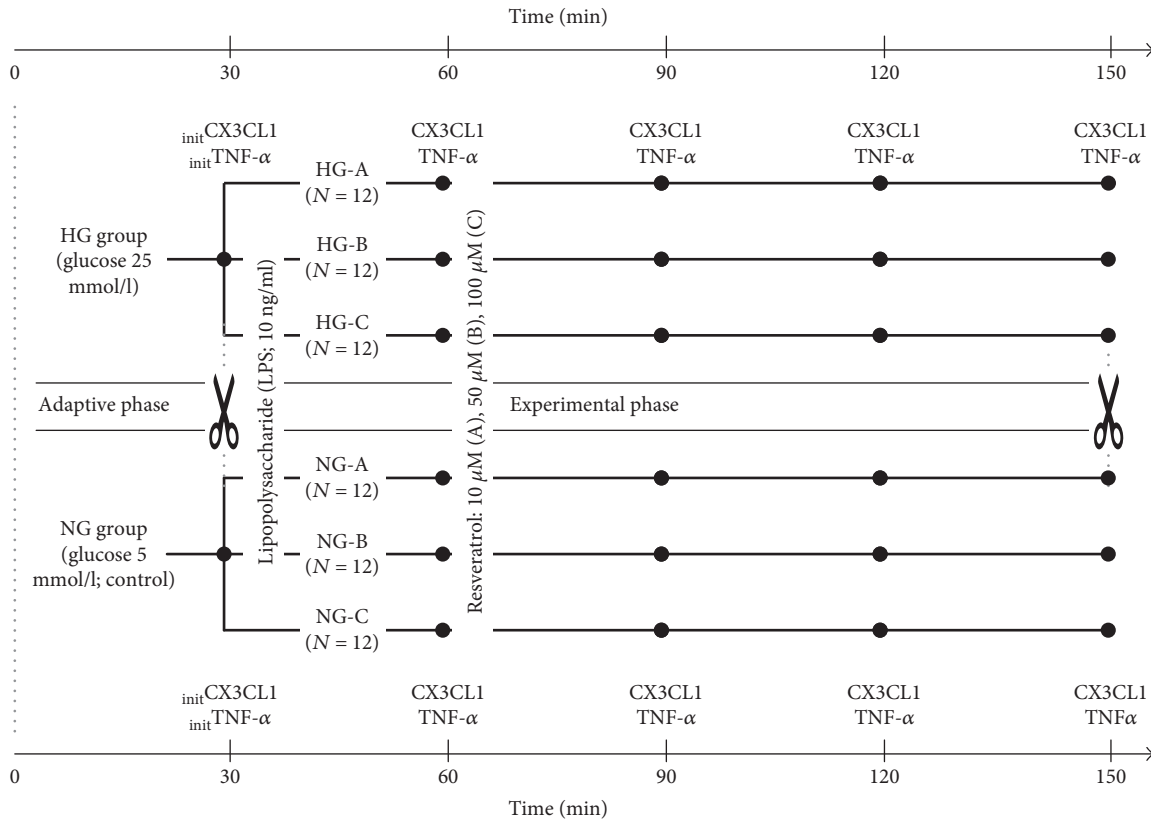 Time (min)
0 30 60 90 120 150
initCX3CL1 CX3CL1 CX3CL1 CX3CL1 CX3CL1
initTNF-α TNF-α TNF-α TNF-α TNF-α
HG-A
(N = 12)
HG group
(glucose 25
mmol/l)
HG-B
(N = 12)
HG-C
(N = 12)
Lipopolysaccharide (LPS; 10 ng/ml)
Resveratrol: 10 μM (A), 50 μM (B), 100 μM (C)
Adaptive phase
Experimental phase
NG-A
(N = 12)
NG group
(glucose 5
mmol/l; control)
NG-B
(N = 12)
NG-C
(N = 12)
initCX3CL1 CX3CL1 CX3CL1 CX3CL1 CX3CL1
initTNF-α TNF-α TNF-α TNF-α TNFα
0 30 60 90 120 150
Time (min)